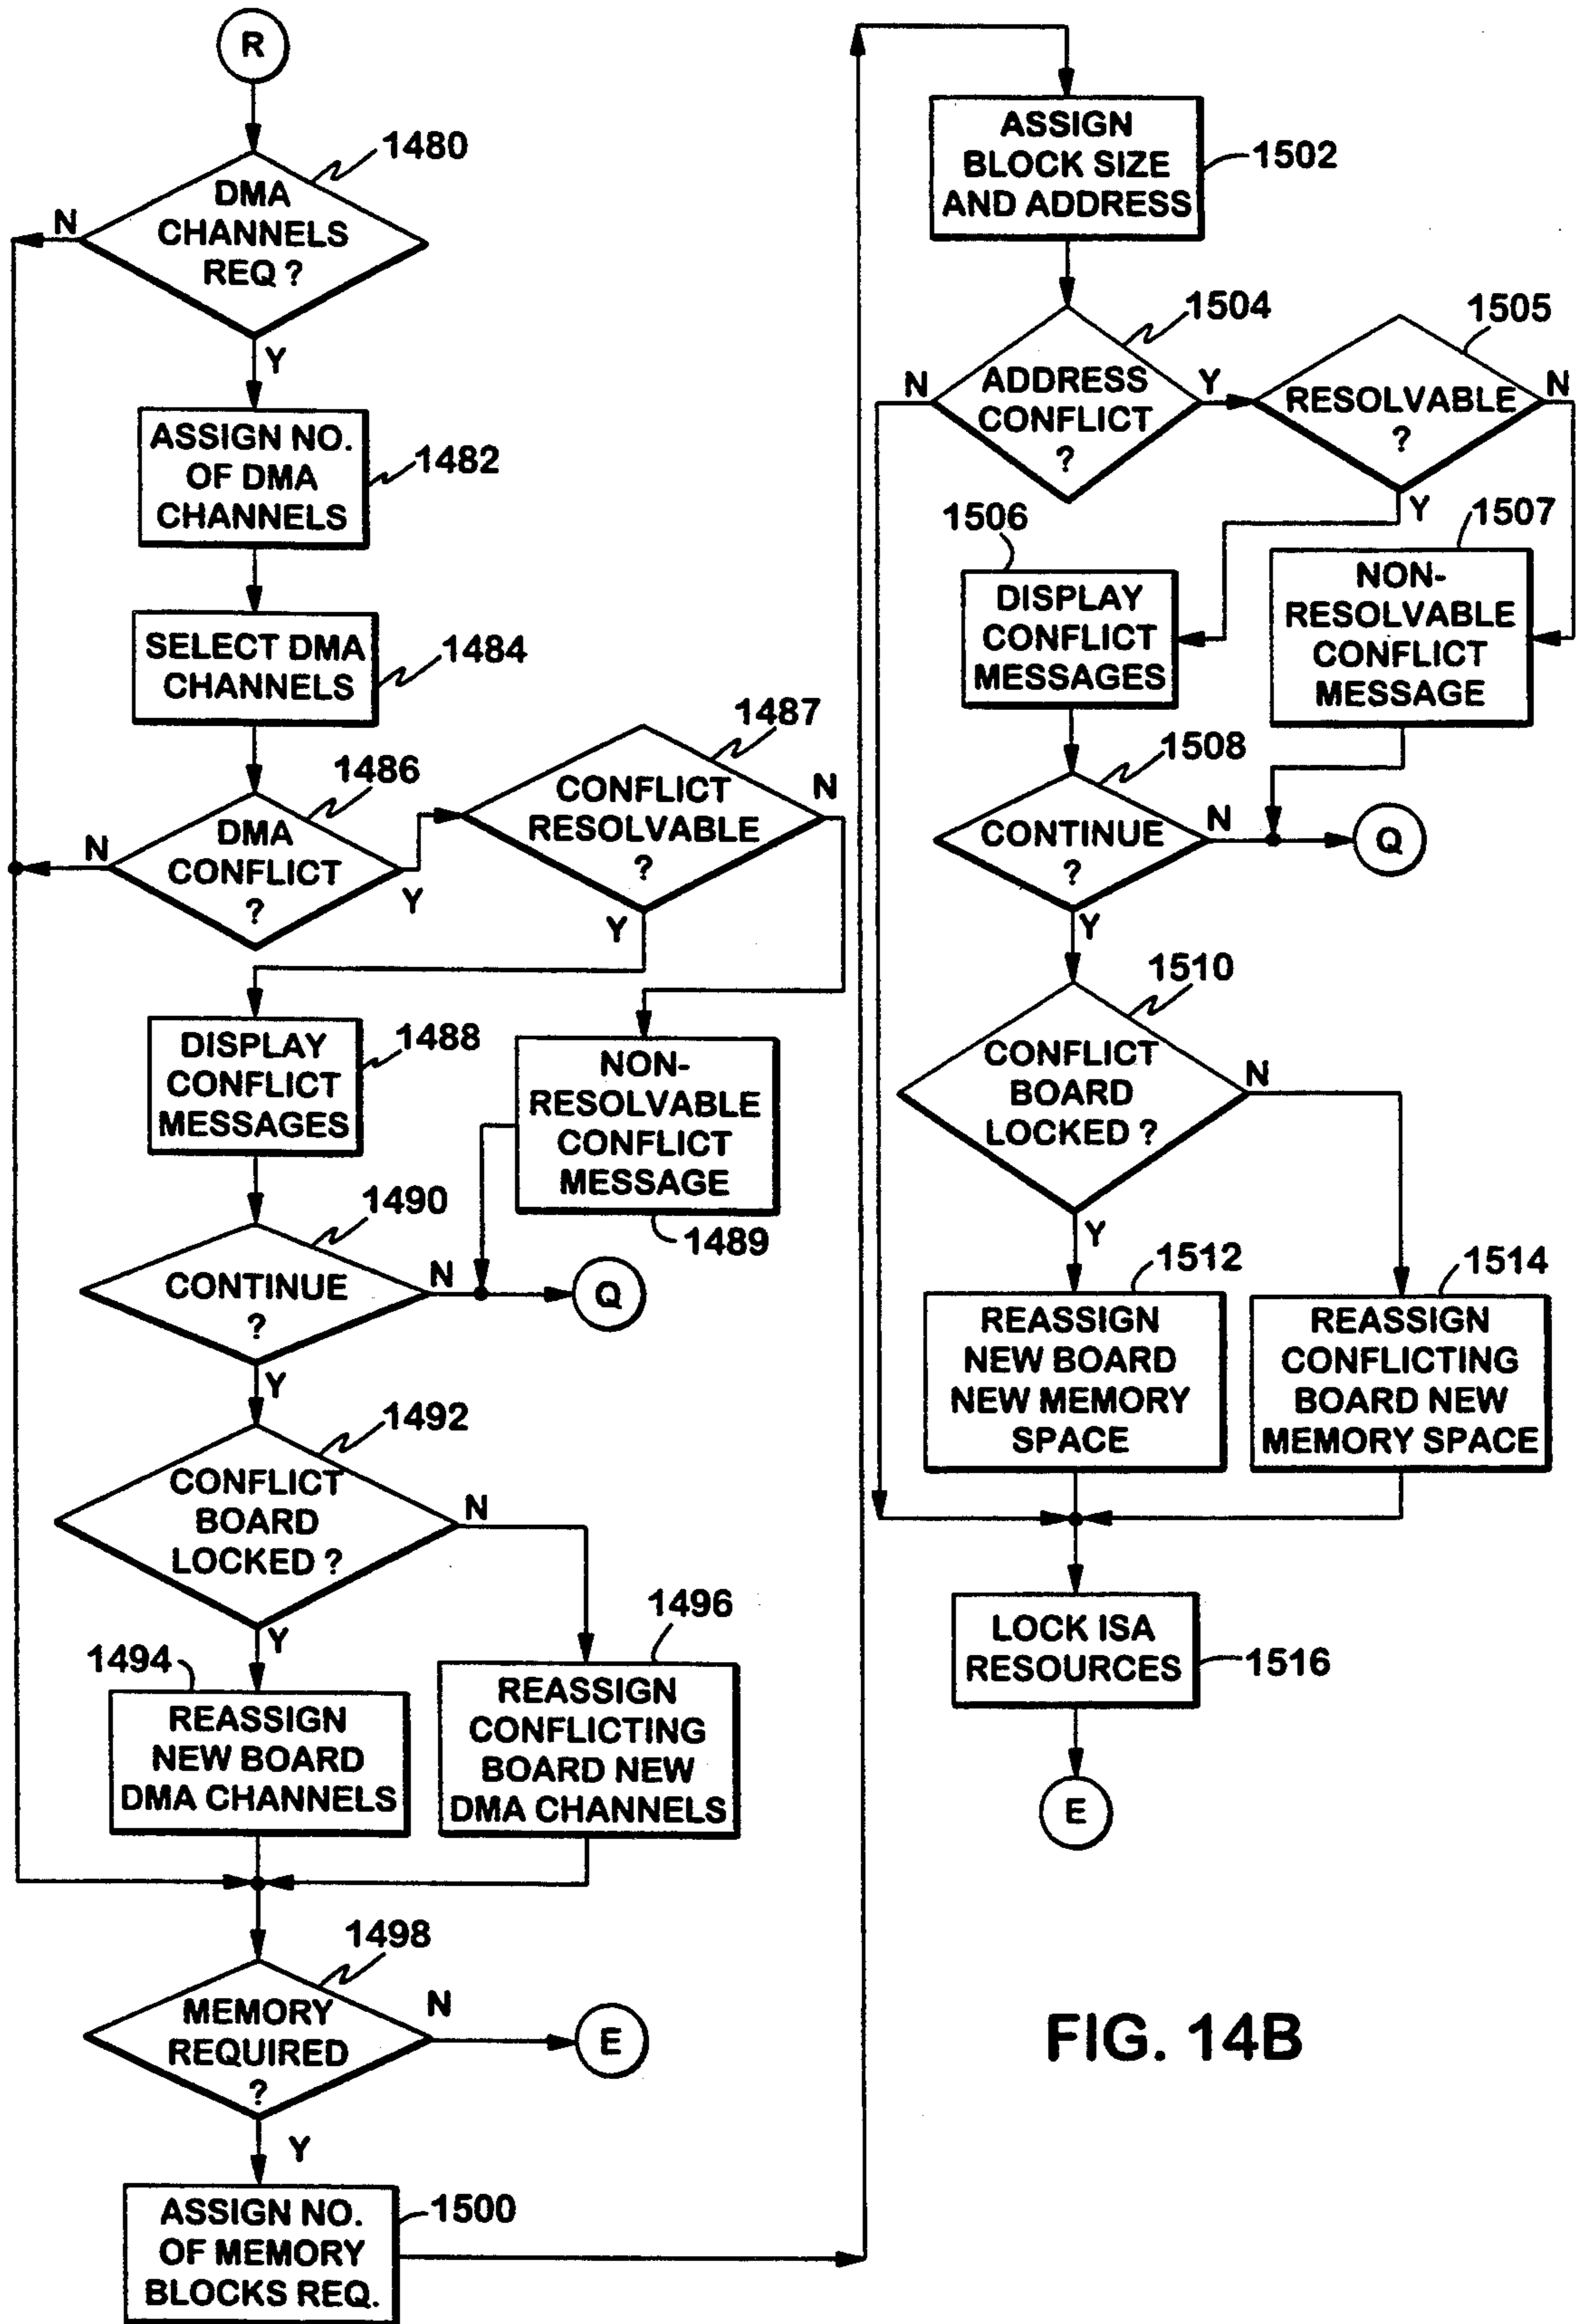 R
1480
DMA
CHANNELS
REQ ?
N
Y
ASSIGN NO.
OF DMA
CHANNELS
1482
SELECT DMA
CHANNELS
1484
1486
DMA
CONFLICT
?
N
Y
1487
CONFLICT
RESOLVABLE
?
N
Y
DISPLAY
CONFLICT
MESSAGES
1488
NON-
RESOLVABLE
CONFLICT
MESSAGE
1489
1490
CONTINUE
?
N
Q
Y
1492
CONFLICT
BOARD
LOCKED ?
N
Y
1494
REASSIGN
NEW BOARD
DMA CHANNELS
1496
REASSIGN
CONFLICTING
BOARD NEW
DMA CHANNELS
1498
MEMORY
REQUIRED
?
N
E
Y
ASSIGN NO.
OF MEMORY
BLOCKS REQ.
1500
ASSIGN
BLOCK SIZE
AND ADDRESS
1502
1504
ADDRESS
CONFLICT
?
N
Y
1505
RESOLVABLE
?
N
Y
1506
DISPLAY
CONFLICT
MESSAGES
1507
NON-
RESOLVABLE
CONFLICT
MESSAGE
1508
CONTINUE
?
N
Q
Y
1510
CONFLICT
BOARD
LOCKED ?
N
Y
1512
REASSIGN
NEW BOARD
NEW MEMORY
SPACE
1514
REASSIGN
CONFLICTING
BOARD NEW
MEMORY SPACE
LOCK ISA
RESOURCES
1516
E
FIG. 14B